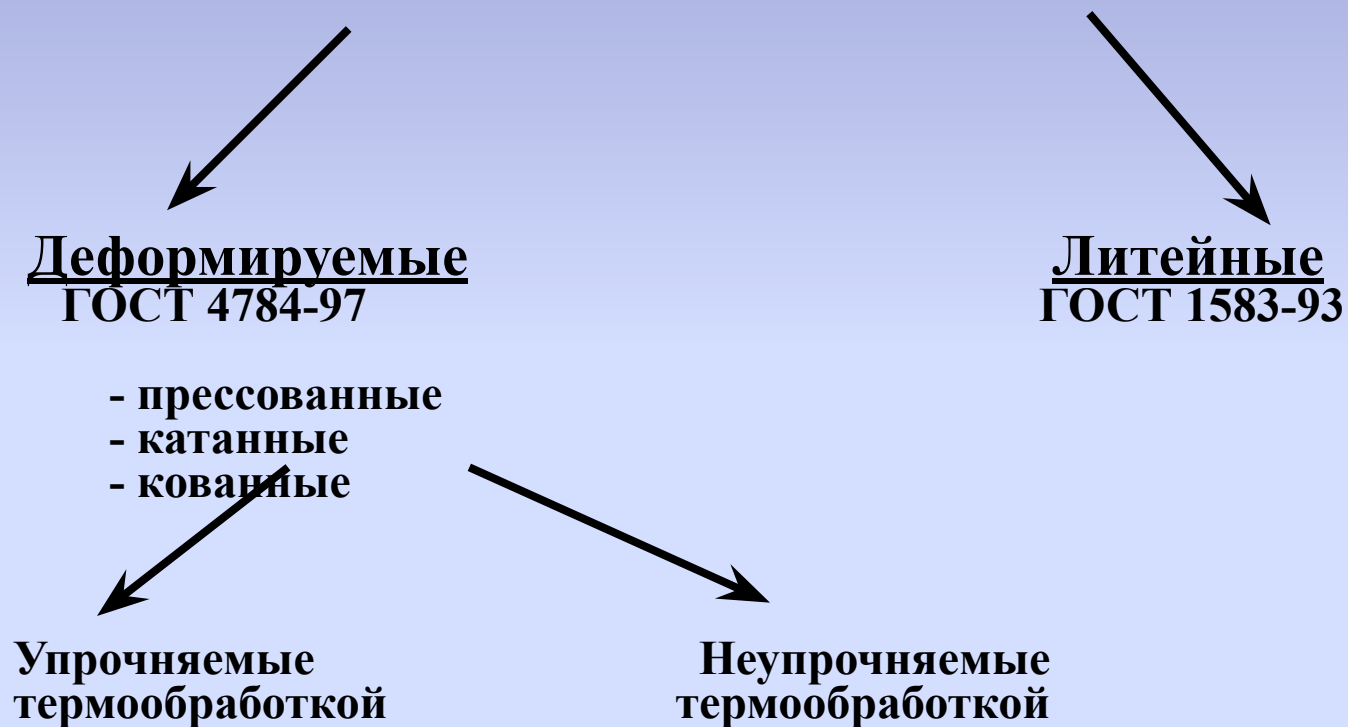 Деформируемые
ГОСТ 4784-97
Литейные
ГОСТ 1583-93
- прессованные
- катанные
- кованные
Упрочняемые
термообработкой
Неупрочняемые
термообработкой